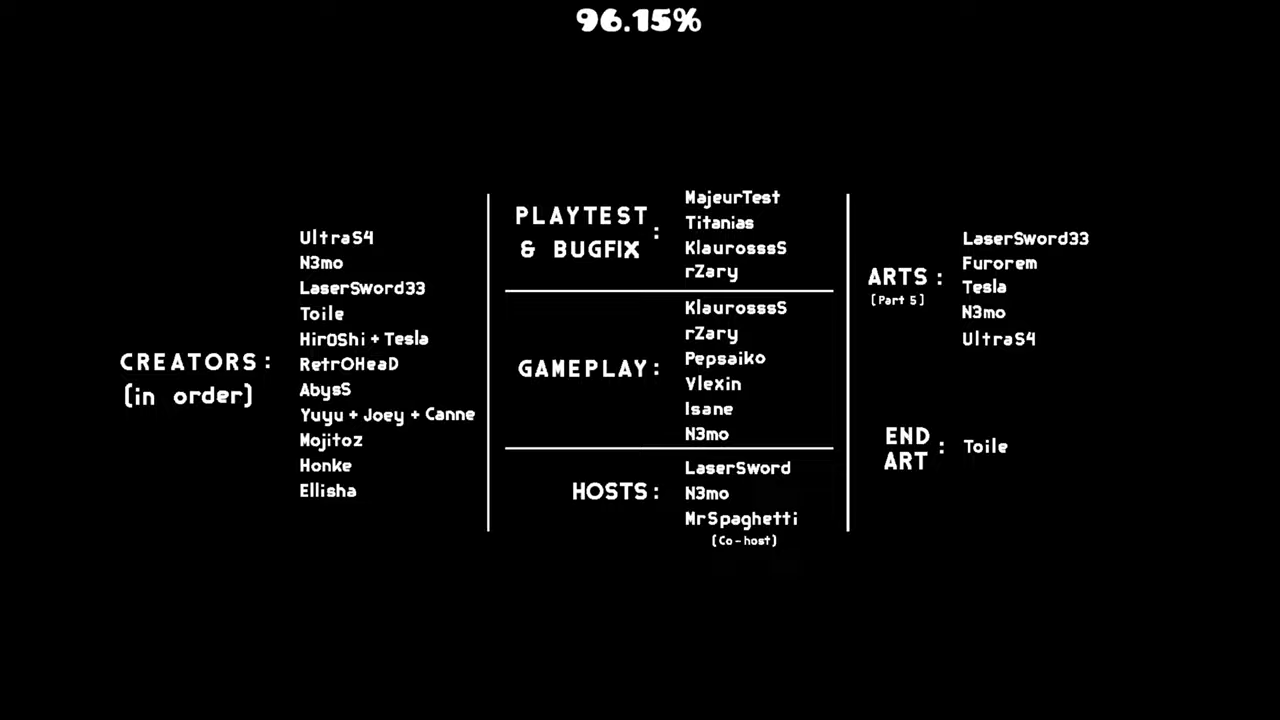 96.15%
CREATORS:
(in order)
UltraS4
N3mo
LaserSword33
Toile
Hir0Shi + Tesla
Retr0HeaD
AbysS
Yuyu + Joey + Canne
Mojitoz
Honke
Ellisha
PLAYTEST
& BUGFIX :
MajeurTest
Titanias
KlaurosssS
rZary
GAMEPLAY:
KlaurosssS
rZary
Pepsaiko
Vlexin
Isane
N3mo
HOSTS:
LaserSword
N3mo
MrSpaghetti
(Co-host)
ARTS :
(Part 5)
LaserSword33
Furorem
Tesla
N3mo
UltraS4
END
ART :
Toile